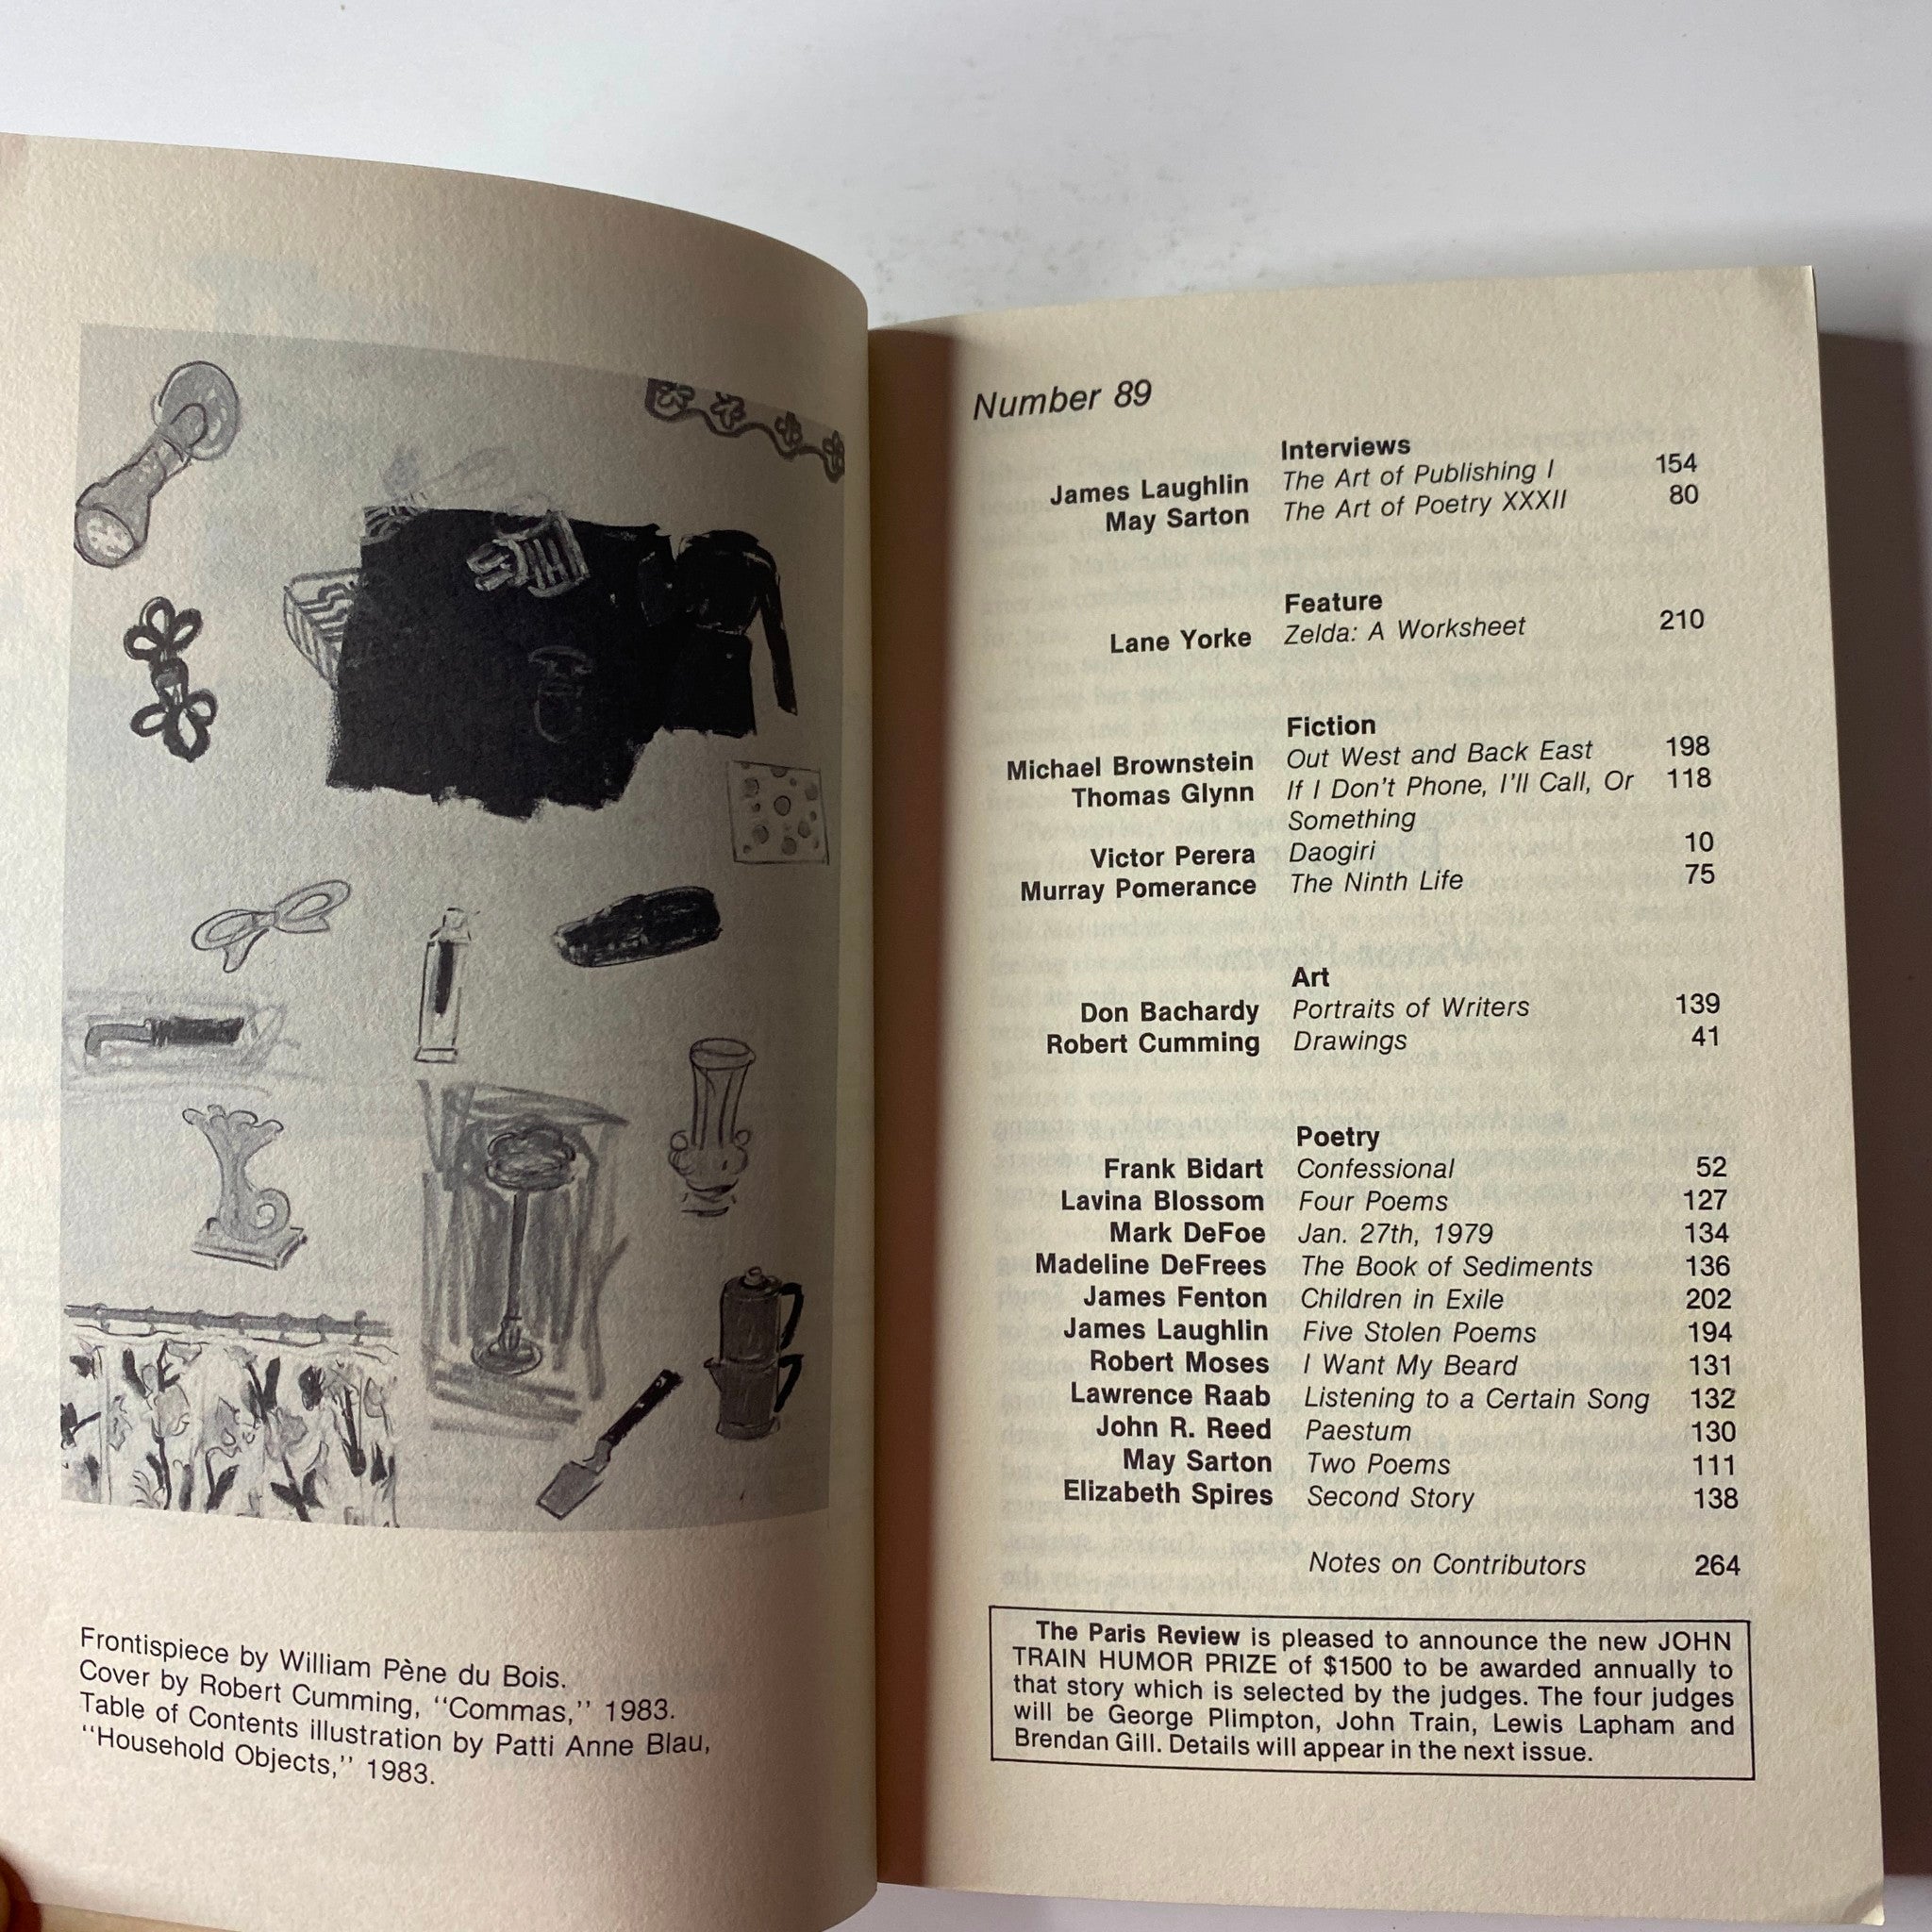 Frontispiece by William Pène du Bois.
Cover by Robert Cumming, "Commas," 1983.
Table of Contents illustration by Patti Anne Blau,
"Household Objects," 1983.
Number 89
Interviews
James Laughlin The Art of Publishing I 154
May Sarton The Art of Poetry XXXII 80
Feature
Lane Yorke Zelda: A Worksheet 210
Fiction
Michael Brownstein Out West and Back East 198
Thomas Glynn If I Don't Phone, I'll Call, Or 118
Something
Victor Perera Daogiri 10
Murray Pomerance The Ninth Life 75
Art
Don Bachardy Portraits of Writers 139
Robert Cumming Drawings 41
Poetry
Frank Bidart Confessional 52
Lavina Blossom Four Poems 127
Mark DeFoe Jan. 27th, 1979 134
Madeline DeFrees The Book of Sediments 136
James Fenton Children in Exile 202
James Laughlin Five Stolen Poems 194
Robert Moses I Want My Beard 131
Lawrence Raab Listening to a Certain Song 132
John R. Reed Paestum 130
May Sarton Two Poems 111
Elizabeth Spires Second Story 138
Notes on Contributors 264
The Paris Review is pleased to announce the new JOHN
TRAIN HUMOR PRIZE of $1500 to be awarded annually to
that story which is selected by the judges. The four judges
will be George Plimpton, John Train, Lewis Lapham and
Brendan Gill. Details will appear in the next issue.